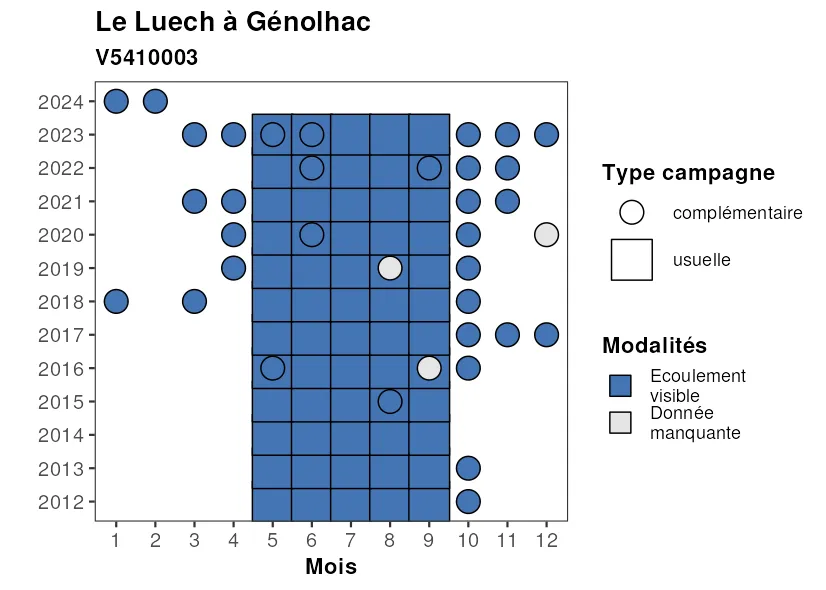 Le Luech à Génolhac
V5410003
2024
2023
2022
2021
2020
2019
2018
2017
2016
2015
2014
2013
2012
1 2 3 4 5 6 7 8 9 10 11 12
Mois
Type campagne
complémentaire
usuelle
Modalités
Ecoulement
visible
Donnée
manquante